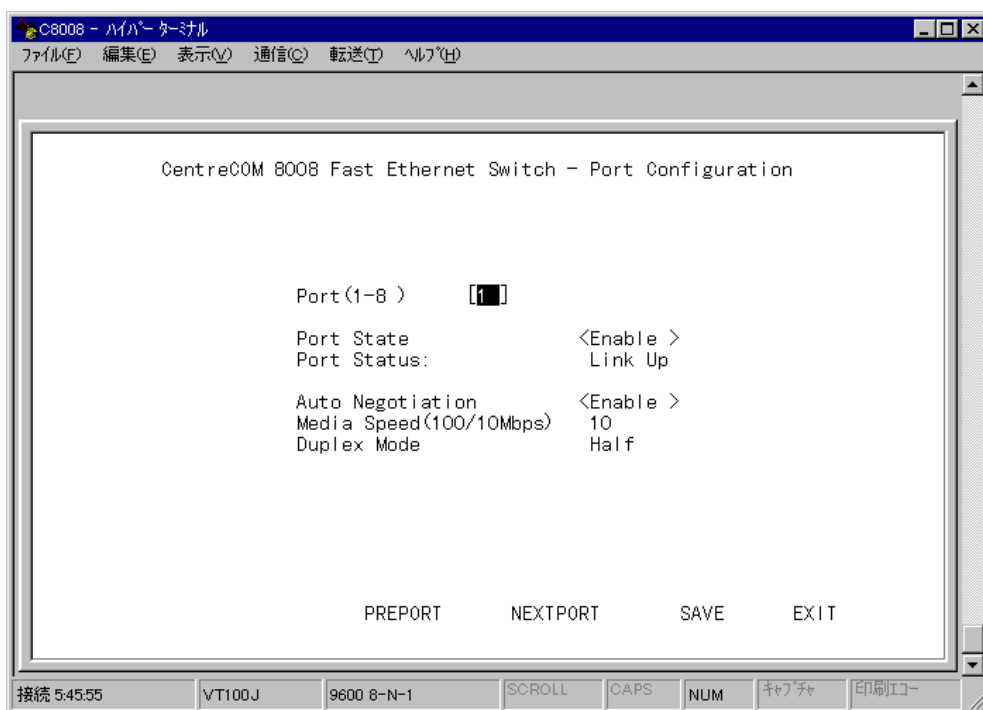 C8008 - ﾊｲﾊﾟｰ ﾀｰﾐﾅﾙ
ﾌｧｲﾙ(F) 編集(E) 表示(V) 通信(C) 転送(T) ﾍﾙﾌﾟ(H)
CentreCOM 8008 Fast Ethernet Switch - Port Configuration
Port(1-8 ) [1 ]
Port State <Enable >
Port Status: Link Up
Auto Negotiation <Enable >
Media Speed(100/10Mbps) 10
Duplex Mode Half
PREPORT NEXTPORT SAVE EXIT
接続 5:45:55 VT100J 9600 8-N-1 SCROLL CAPS NUM ｷｬﾌﾟﾁｬ 印刷ｴｺｰ